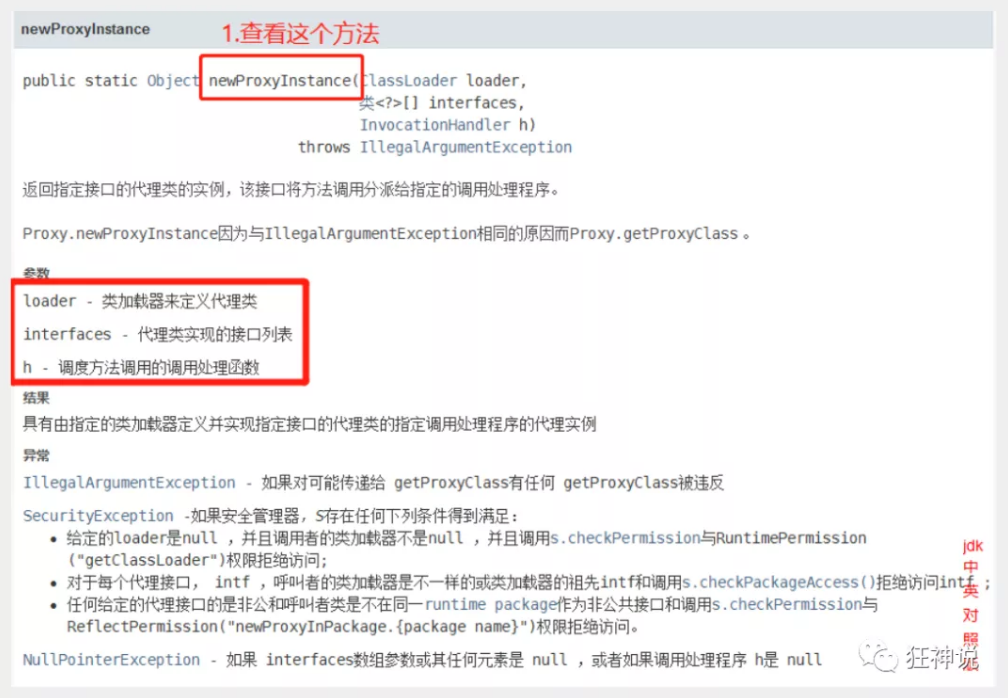 newProxyInstance
1.查看这个方法
public static Object newProxyInstance(ClassLoader loader,
类<?>[] interfaces,
InvocationHandler h)
throws IllegalArgumentException
返回指定接口的代理类的实例，该接口将方法调用分派给指定的调用处理程序。
Proxy.newProxyInstance因为与IllegalArgumentException相同的原因而Proxy.getProxyClass 。
参数
loader - 类加载器来定义代理类
interfaces - 代理类实现的接口列表
h - 调度方法调用的调用处理函数
结果
具有由指定的类加载器定义并实现指定接口的代理类的指定调用处理程序的代理实例
异常
IllegalArgumentException - 如果对可能传递给 getProxyClass有任何 getProxyClass被违反
SecurityException -如果安全管理器，S存在任何下列条件得到满足：
• 给定的loader是null ，并且调用者的类加载器不是null ，并且调用s.checkPermission与RuntimePermission
("getClassLoader")权限拒绝访问;
• 对于每个代理接口， intf ，呼叫者的类加载器是不一样的或类加载器的祖先intf和调用s.checkPackageAccess()拒绝访问intf ;
• 任何给定的代理接口的是非公和呼叫者类是不在同一runtime package作为非公共接口和调用s.checkPermission与
ReflectPermission("newProxyInPackage.{package name}")权限拒绝访问。
NullPointerException - 如果 interfaces数组参数或其任何元素是 null ，或者如果调用处理程序 h是 null
jdk
中
英
对
照
狂神说